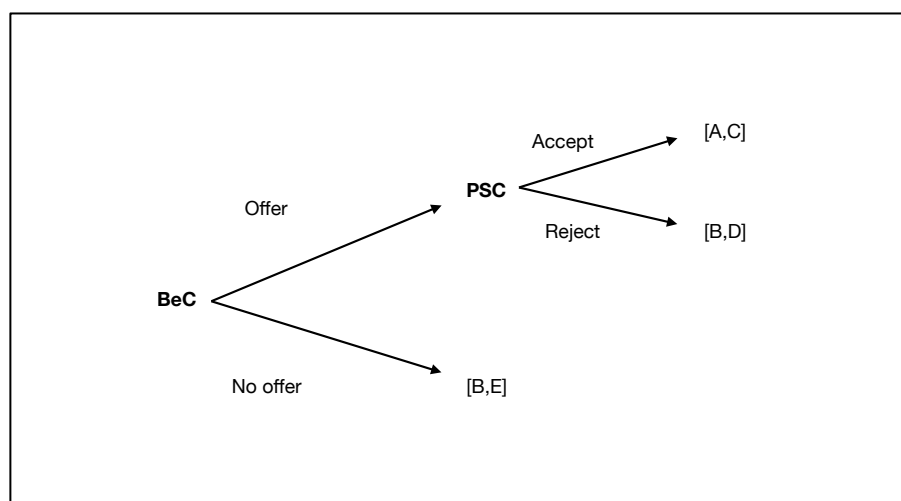 [A,C]
Accept
PSC
Offer
Reject
[B,D]
BeC
No offer
[B,E]